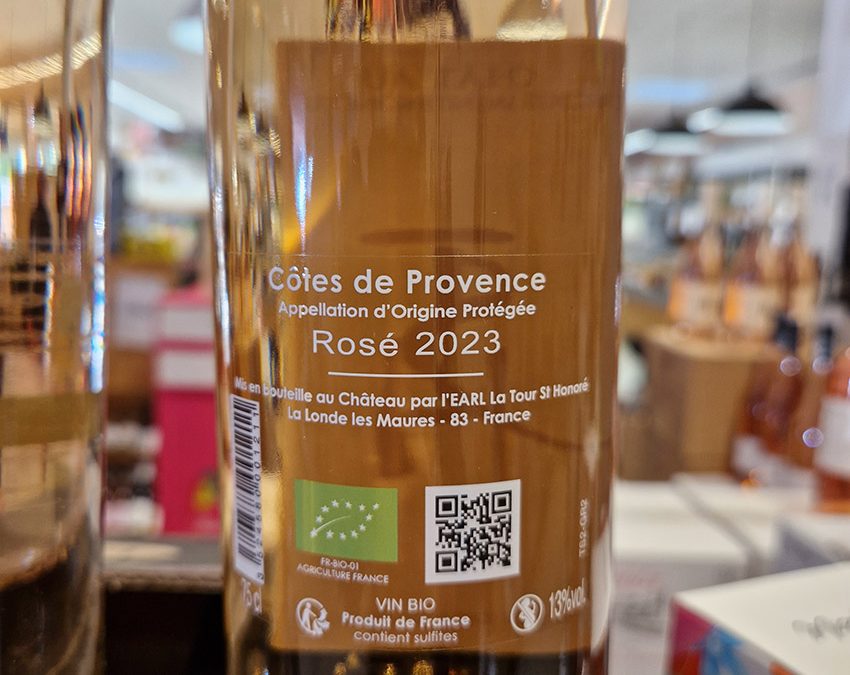 Côtes de Provence
Appellation d'Origine Protégée
Rosé 2023
Mis en bouteille au Château par l'EARL La Tour St Honoré
La Londe les Maures - 83 - France
FR-BIO-01
AGRICULTURE FRANCE
TS2-GR2
75 cl
VIN BIO
Produit de France
contient sulfites
13%vol.